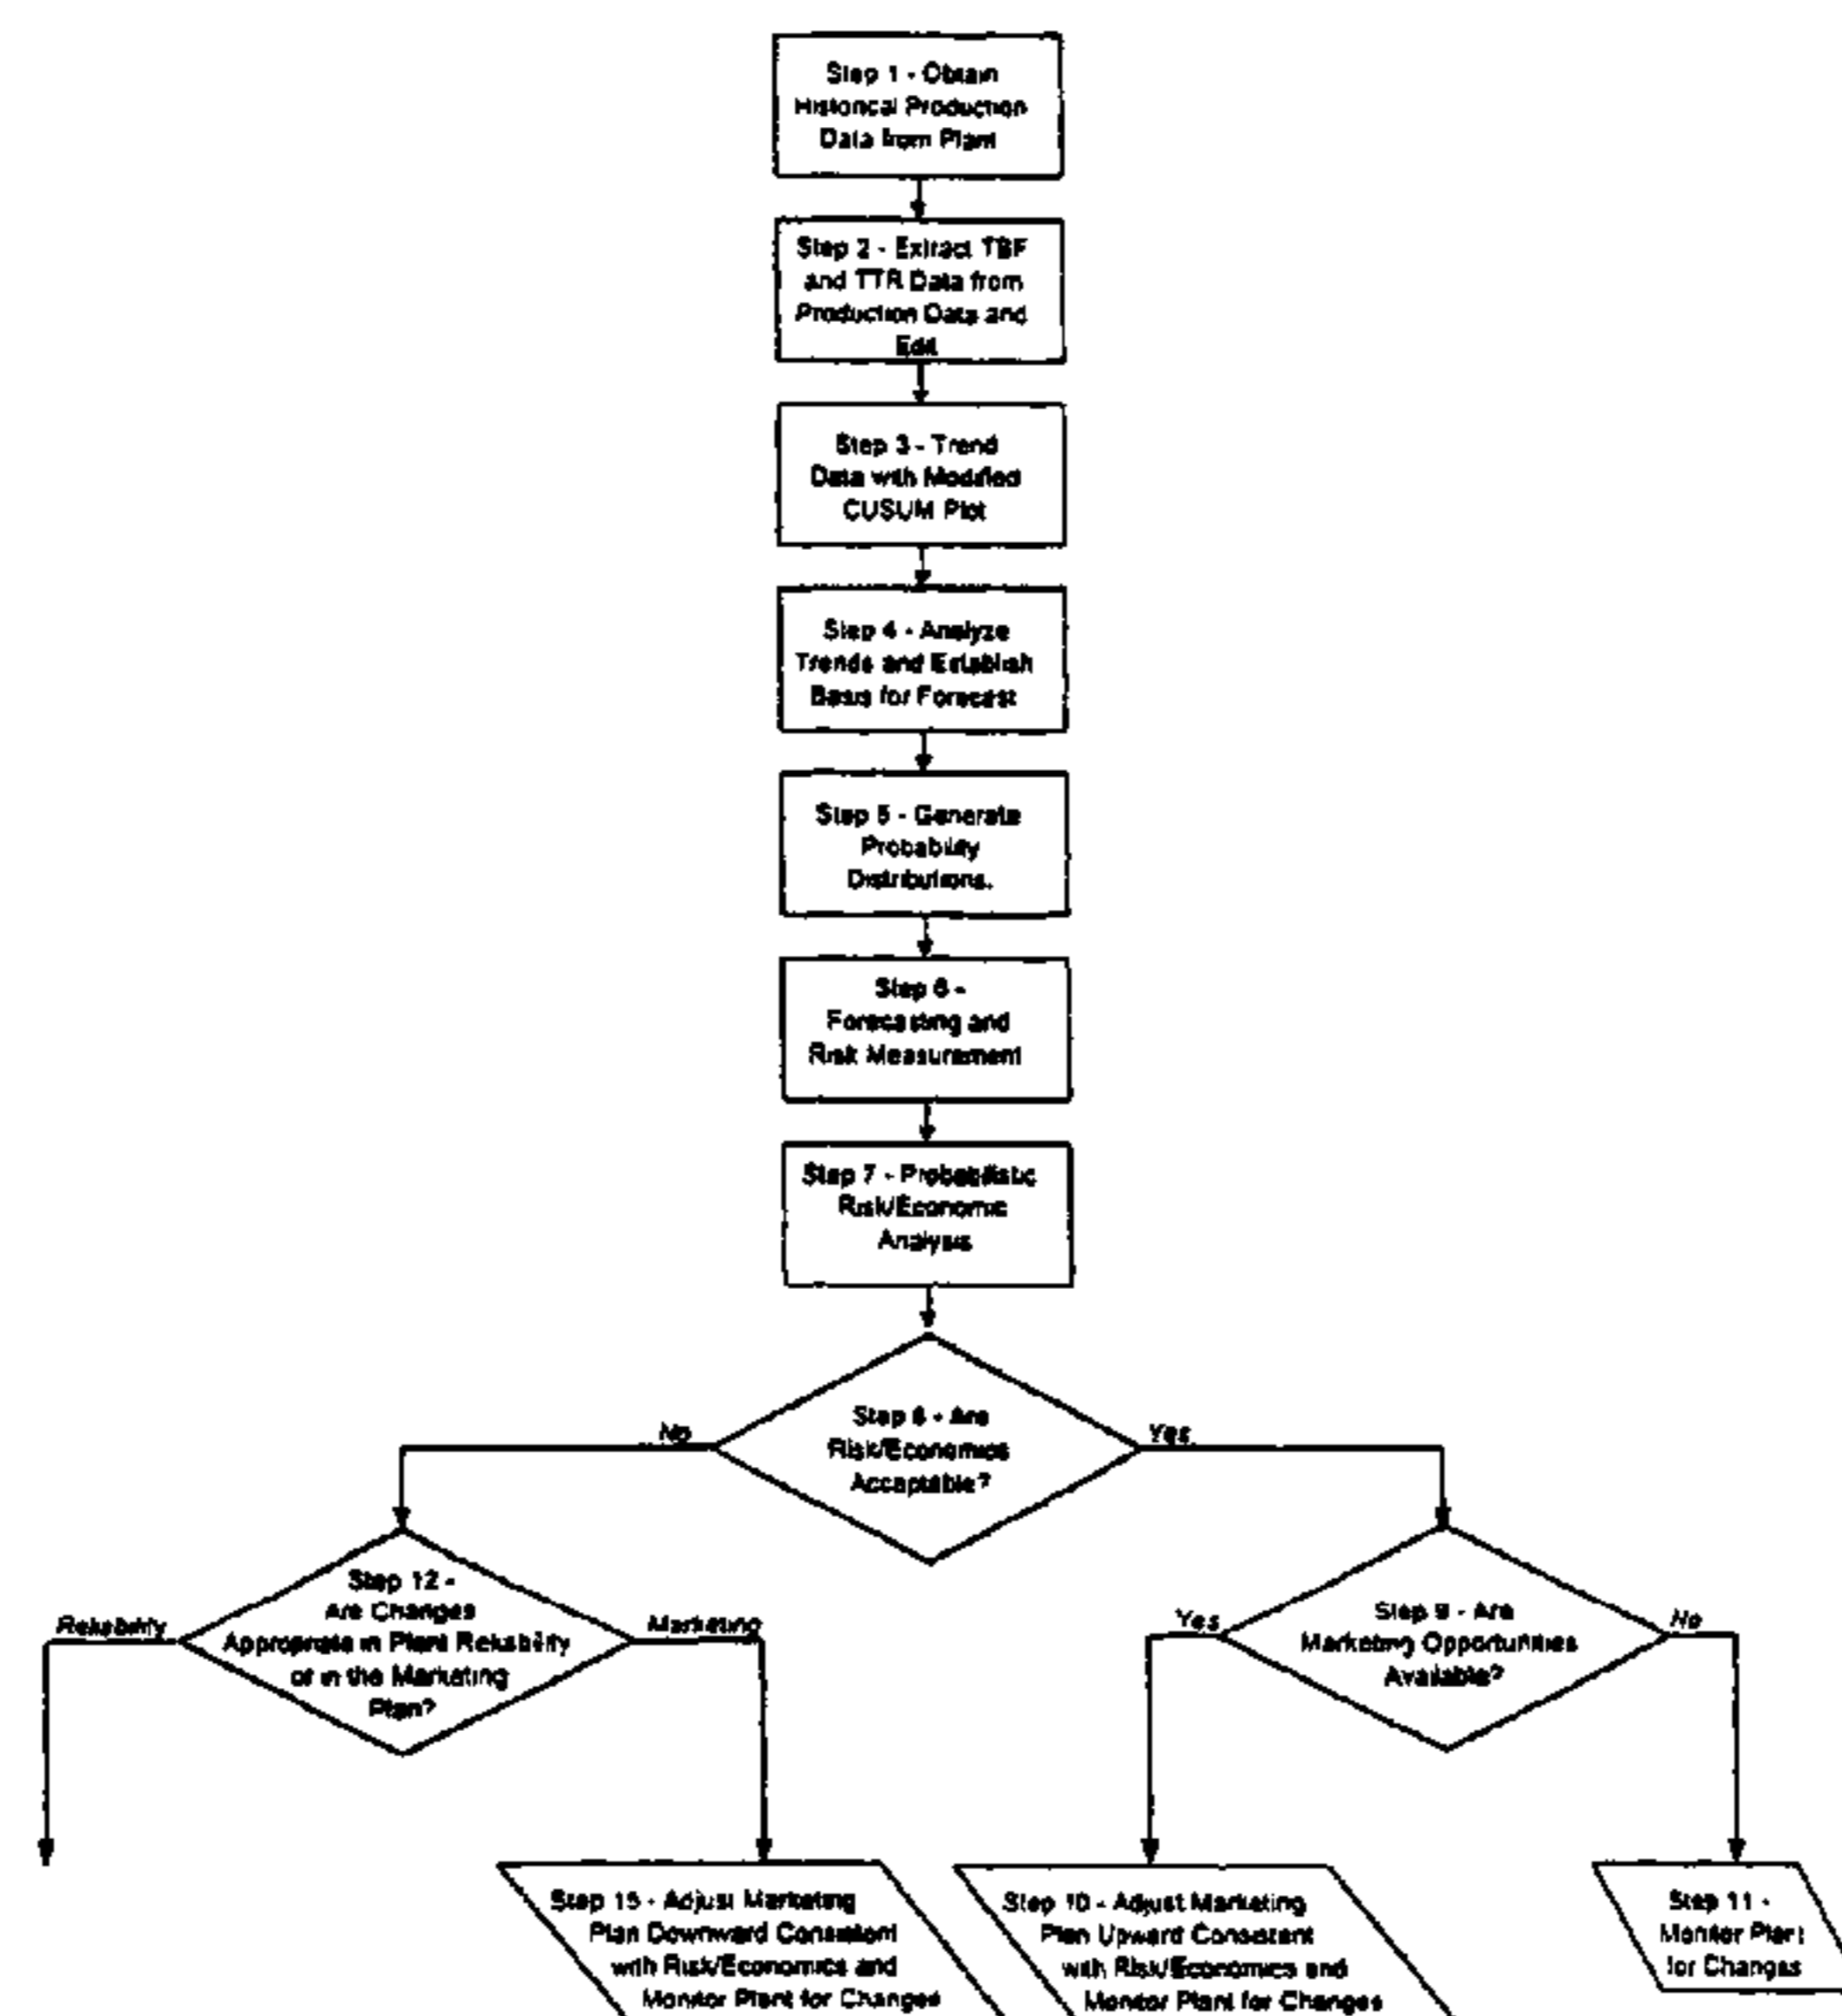 Step 1 - Obtain
Historical Production
Data from Plant
Step 2 - Extract TBF
and TTR Data from
Production Data and
Edit
Step 3 - Trend
Data with Modified
CUSUM Plot
Step 4 - Analyze
Trends and Establish
Basis for Forecast
Step 5 - Generate
Probability
Distributions.
Step 6 -
Forecasting and
Risk Measurement
Step 7 - Probabilistic
Risk/Economic
Analysis
Step 8 - Are
Risk/Economics
Acceptable?
No
Yes
Step 12 -
Are Changes
Appropriate in Plant Reliability
or in the Marketing
Plan?
Reliability
Marketing
Step 9 - Are
Marketing Opportunities
Available?
Yes
No
Step 15 - Adjust Marketing
Plan Downward Consistent
with Risk/Economics and
Monitor Plant for Changes
Step 10 - Adjust Marketing
Plan Upward Consistent
with Risk/Economics and
Monitor Plant for Changes
Step 11 -
Monitor Plant
for Changes